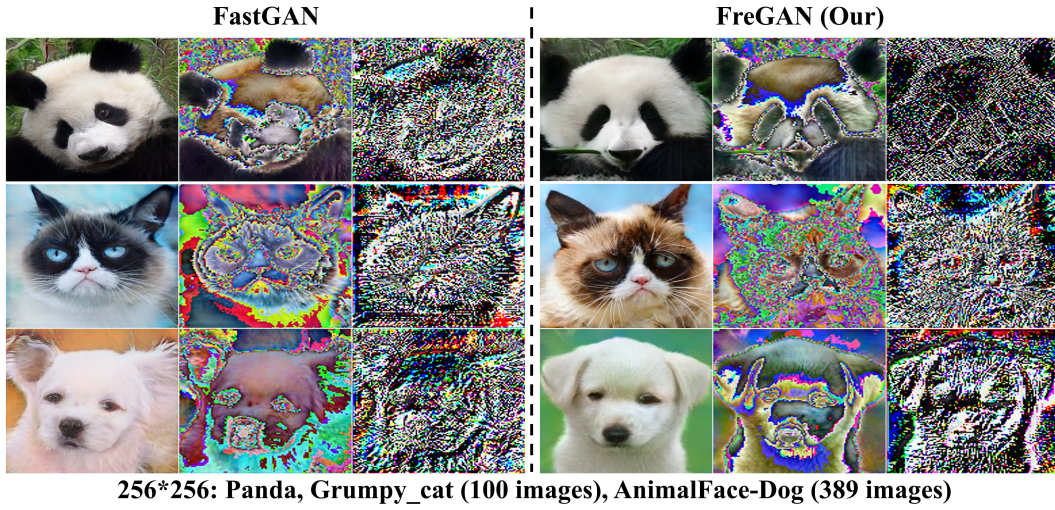 FastGAN
FreGAN (Our)
256*256: Panda, Grumpy_cat (100 images), AnimalFace-Dog (389 images)